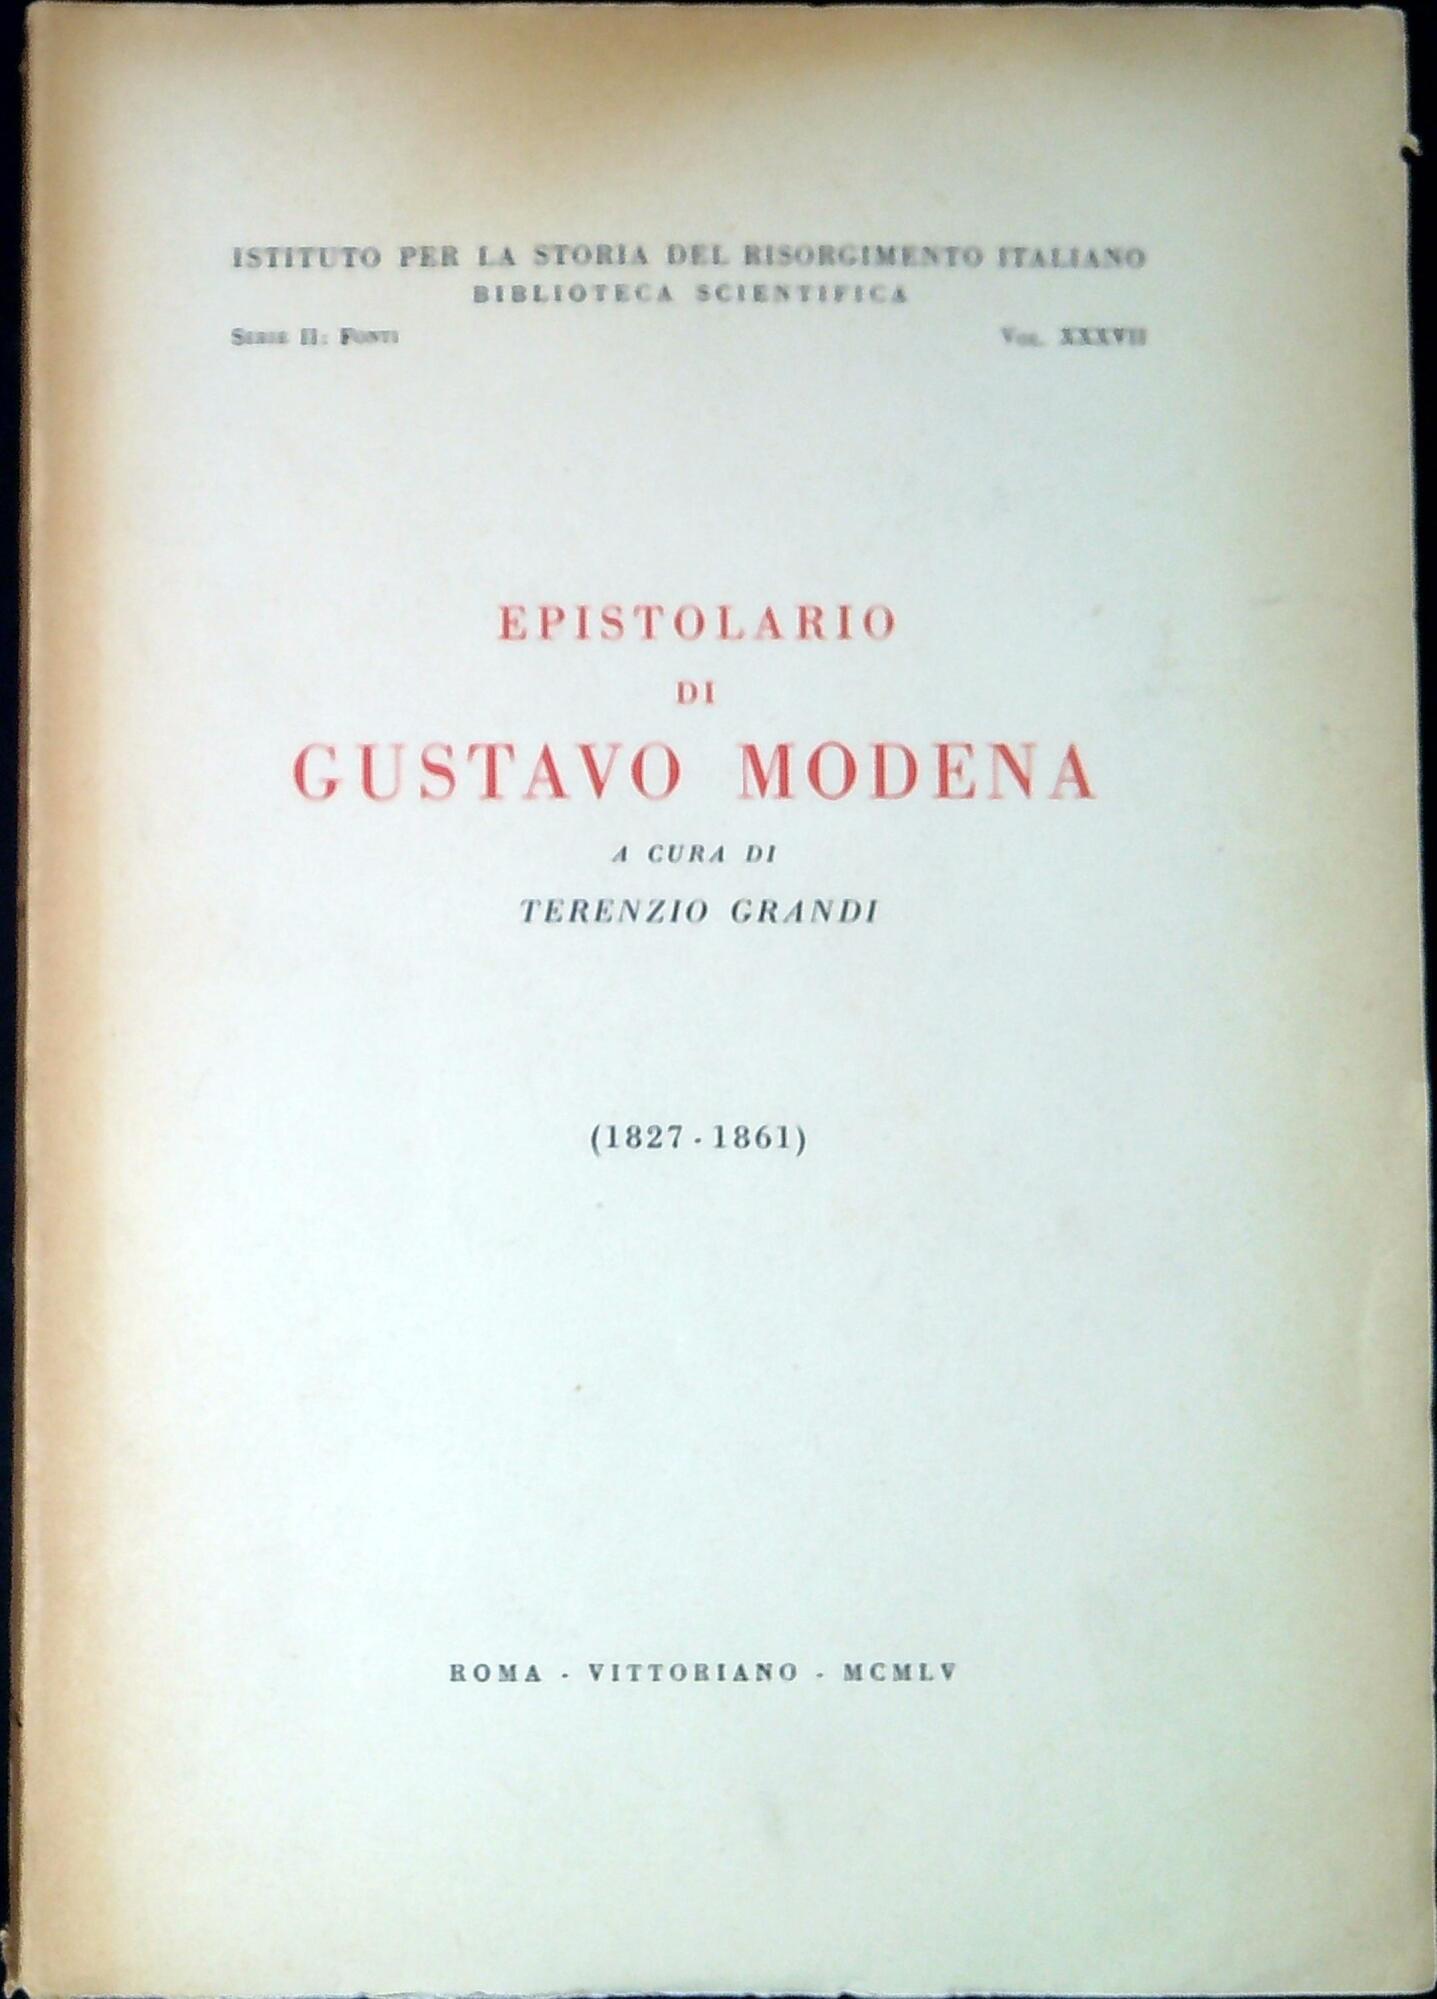 ISTITUTO PER LA STORIA DEL RISORGIMENTO ITALIANO
BIBLIOTECA SCIENTIFICA
SERIE II: FONTI VOL. XXXVII
EPISTOLARIO
DI
GUSTAVO MODENA
A CURA DI
TERENZIO GRANDI
(1827 - 1861)
ROMA - VITTORIANO - MCMLV